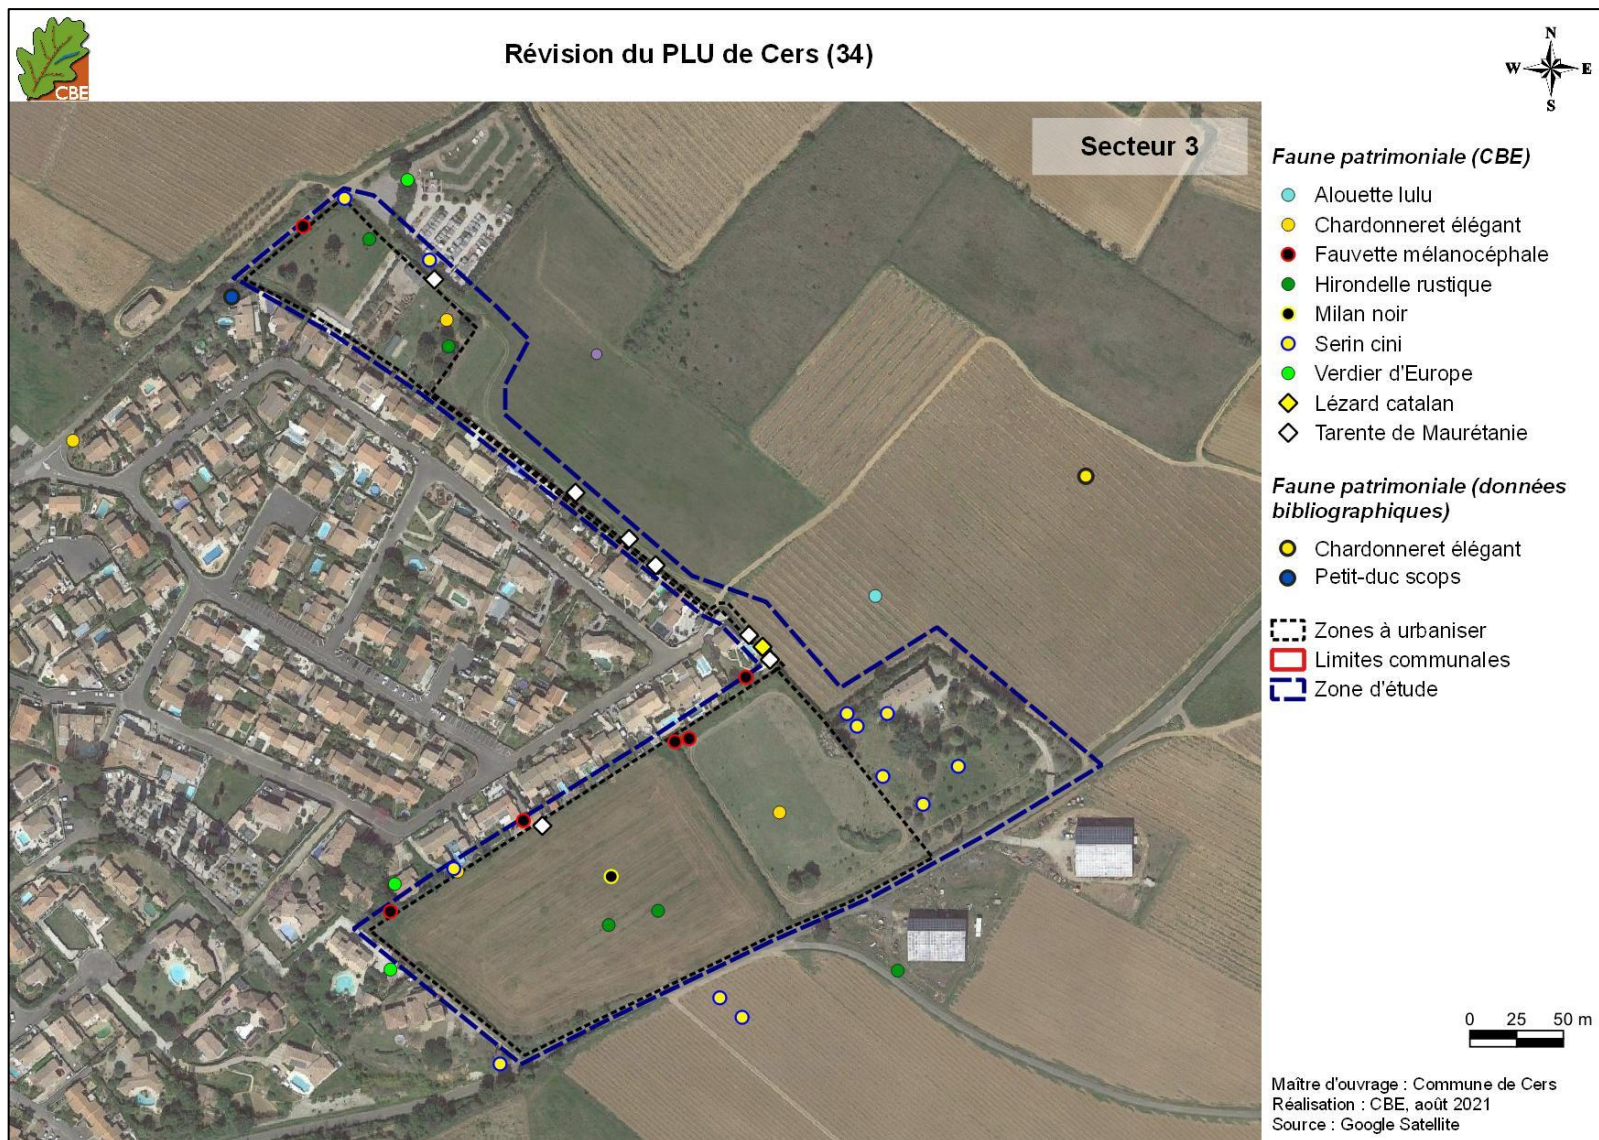 Révision du PLU de Cers (34)
CBE
N
W
E
S
Secteur 3
Faune patrimoniale (CBE)
Alouette lulu
Chardonneret élégant
Fauvette mélanocéphale
Hirondelle rustique
Milan noir
Serin cini
Verdier d'Europe
Lézard catalan
Tarente de Maurétanie
Faune patrimoniale (données
bibliographiques)
Chardonneret élégant
Petit-duc scops
Zones à urbaniser
Limites communales
Zone d'étude
0 25 50 m
Maître d'ouvrage : Commune de Cers
Réalisation : CBE, août 2021
Source : Google Satellite